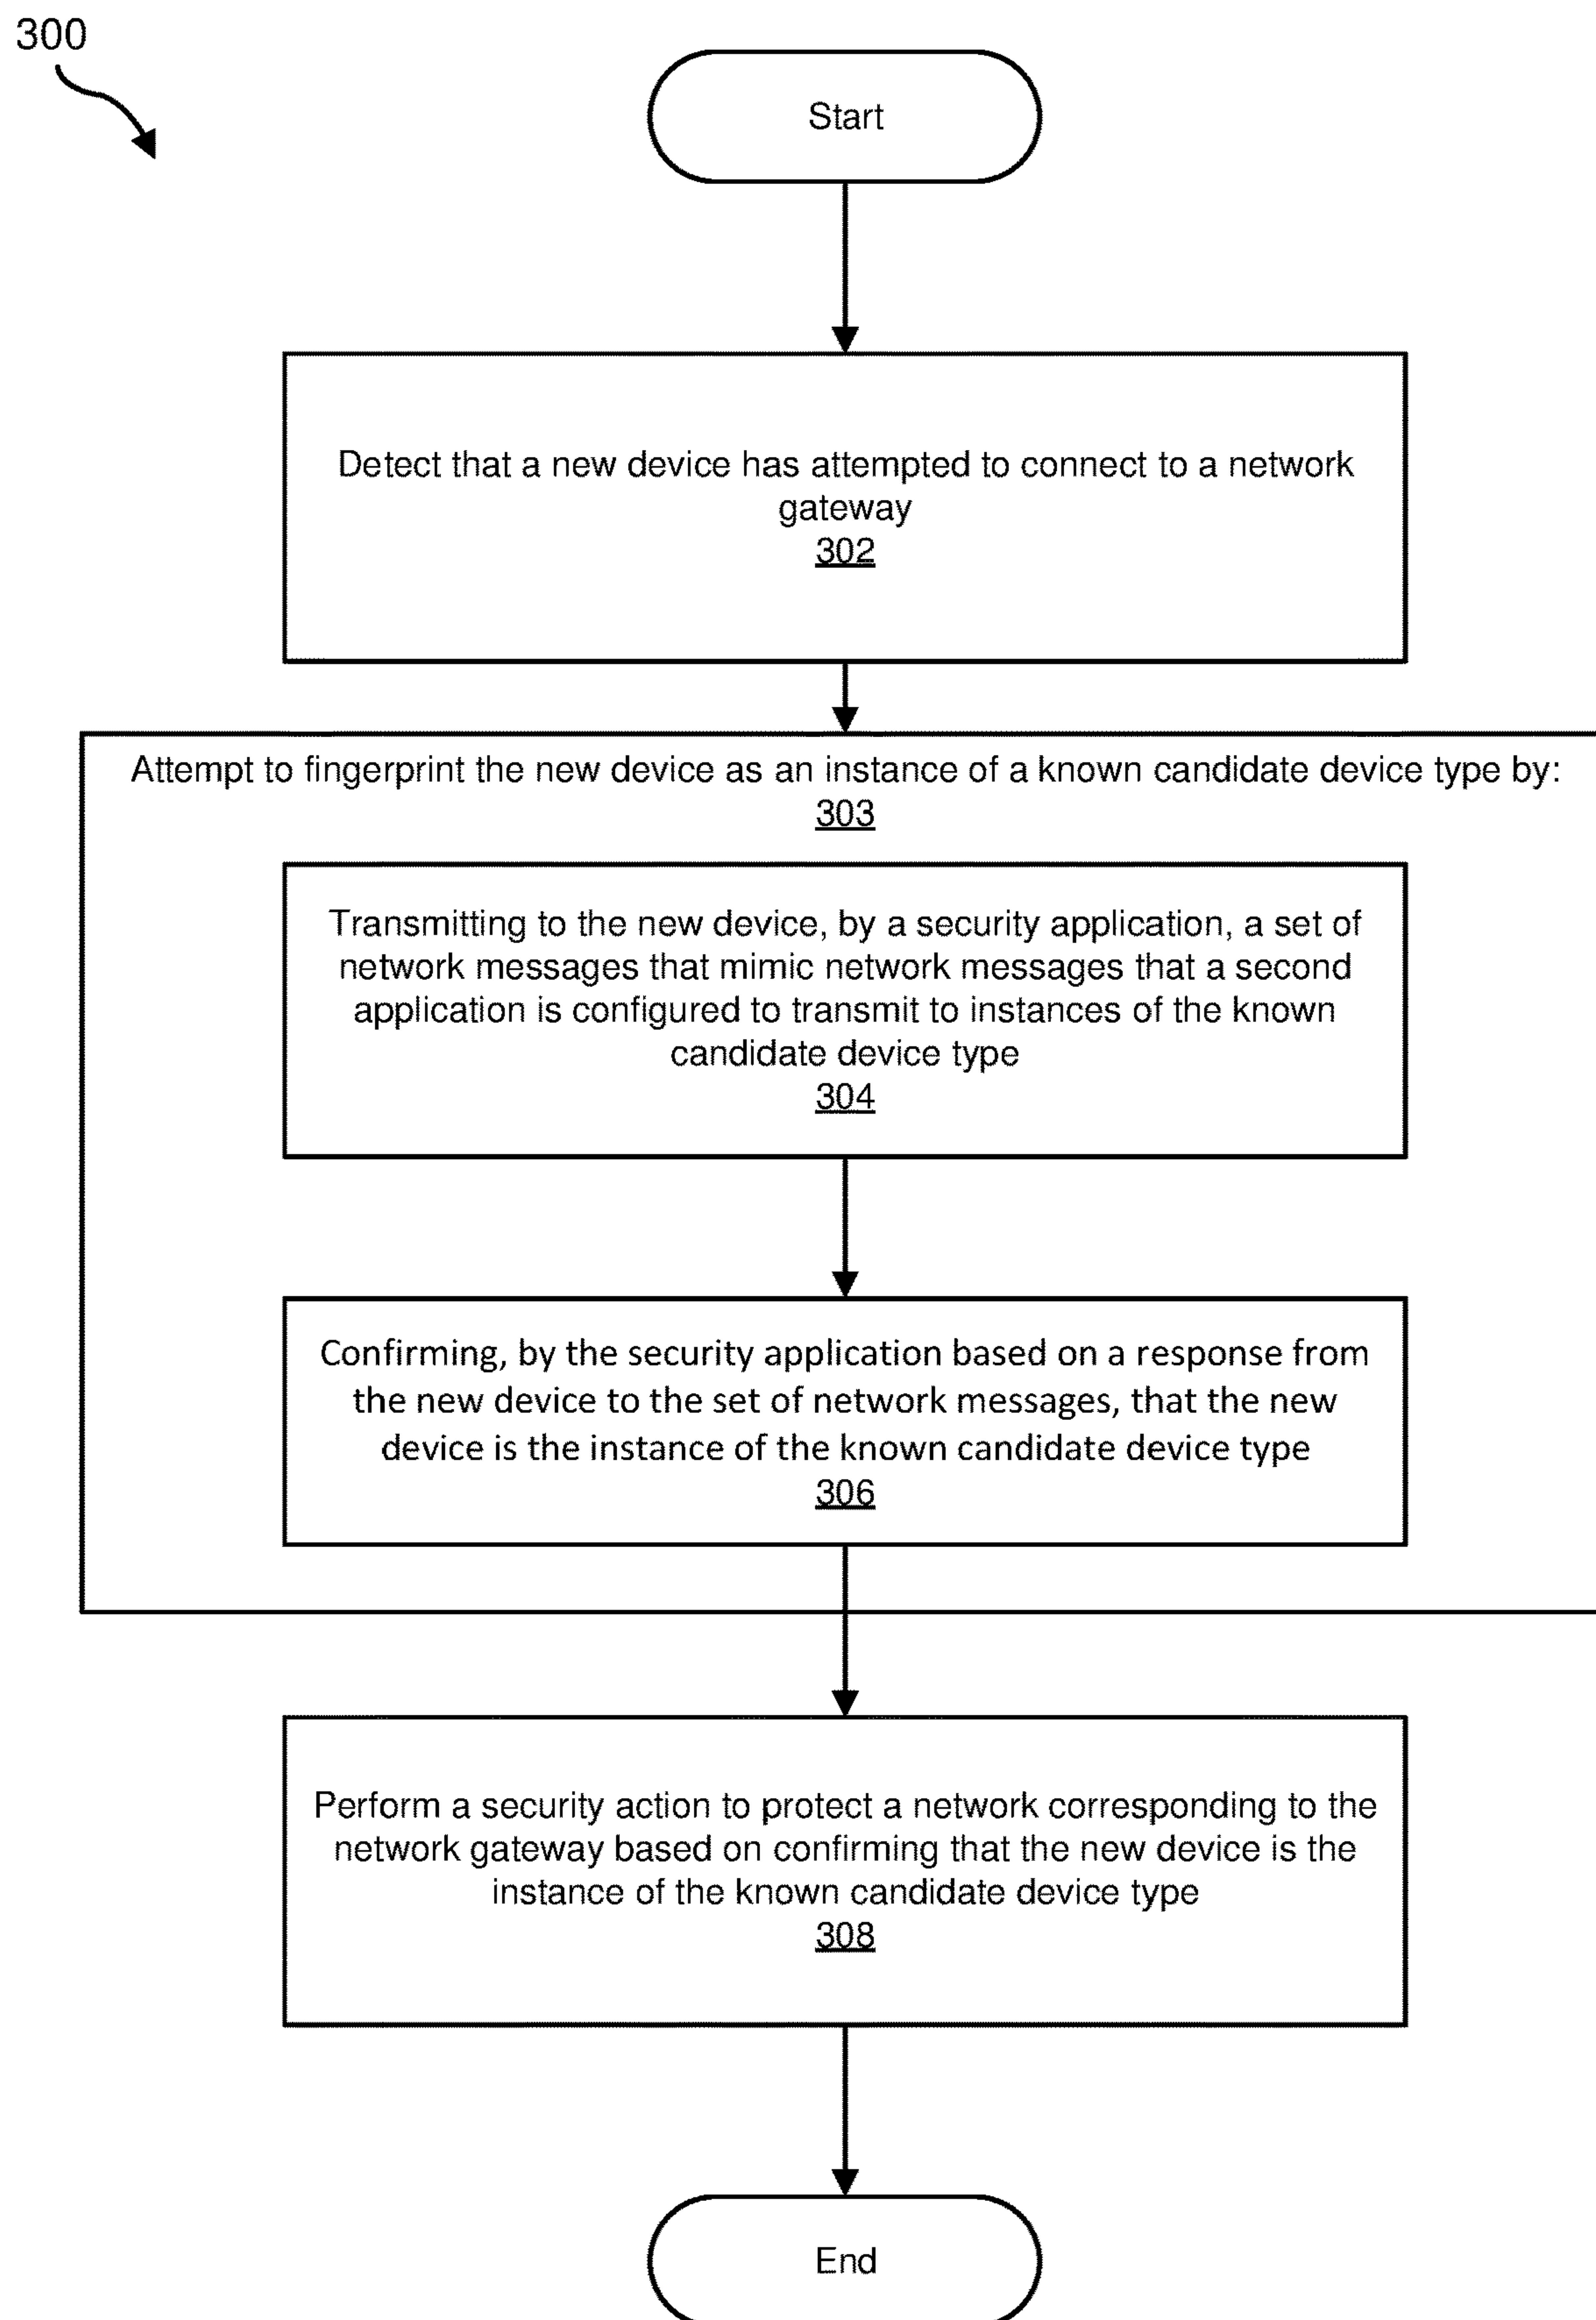 300
Start
Detect that a new device has attempted to connect to a network
gateway
302
Attempt to fingerprint the new device as an instance of a known candidate device type by:
303
Transmitting to the new device, by a security application, a set of
network messages that mimic network messages that a second
application is configured to transmit to instances of the known
candidate device type
304
Confirming, by the security application based on a response from
the new device to the set of network messages, that the new
device is the instance of the known candidate device type
306
Perform a security action to protect a network corresponding to the
network gateway based on confirming that the new device is the
instance of the known candidate device type
308
End